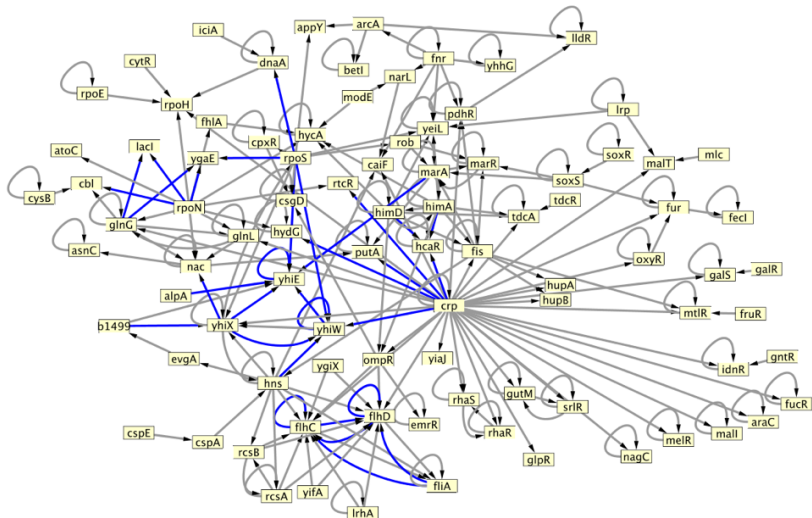 iciA
appY
arcA
lldR
cytR
dnaA
betI
fnr
yhhG
narL
rpoE
rpoH
modE
pdhR
lrp
fhlA
hycA
yeiL
atoC
lacI
cpxR
rob
soxR
malT
mlc
ygaE
rpoS
caiF
marA
marR
cysB
cbl
rtcR
soxS
rpoN
csgD
himD
himA
tdcR
fur
fecI
glnG
tdcA
asnC
glnL
hydG
hcaR
nac
putA
fis
oxyR
yhiE
hupA
galS
galR
alpA
hupB
crp
mtlR
fruR
b1499
yhiX
yhiW
evgA
ygiX
ompR
yiaJ
idnR
gntR
hns
rhaS
gutM
fucR
flhC
flhD
emrR
srlR
araC
cspE
cspA
rhaR
malI
rcsB
glpR
nagC
melR
rcsA
yifA
fliA
lrhA